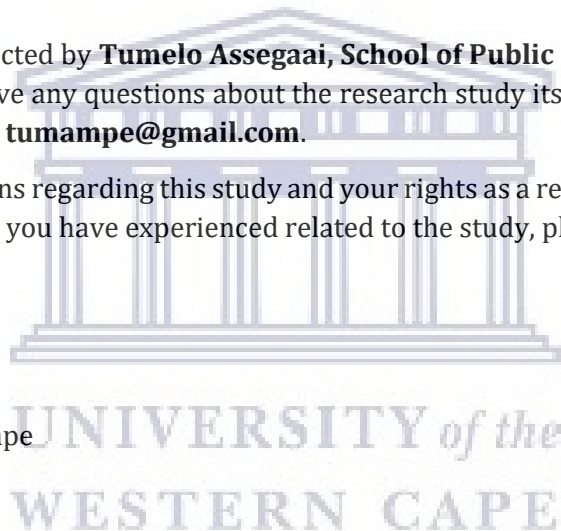 cted by Tumelo Assegaai, School of Public
ve any questions about the research study its
tumampe@gmail.com.
ns regarding this study and your rights as a re
you have experienced related to the study, pl
ape
UNIVERSITY of the
WESTERN CAPE